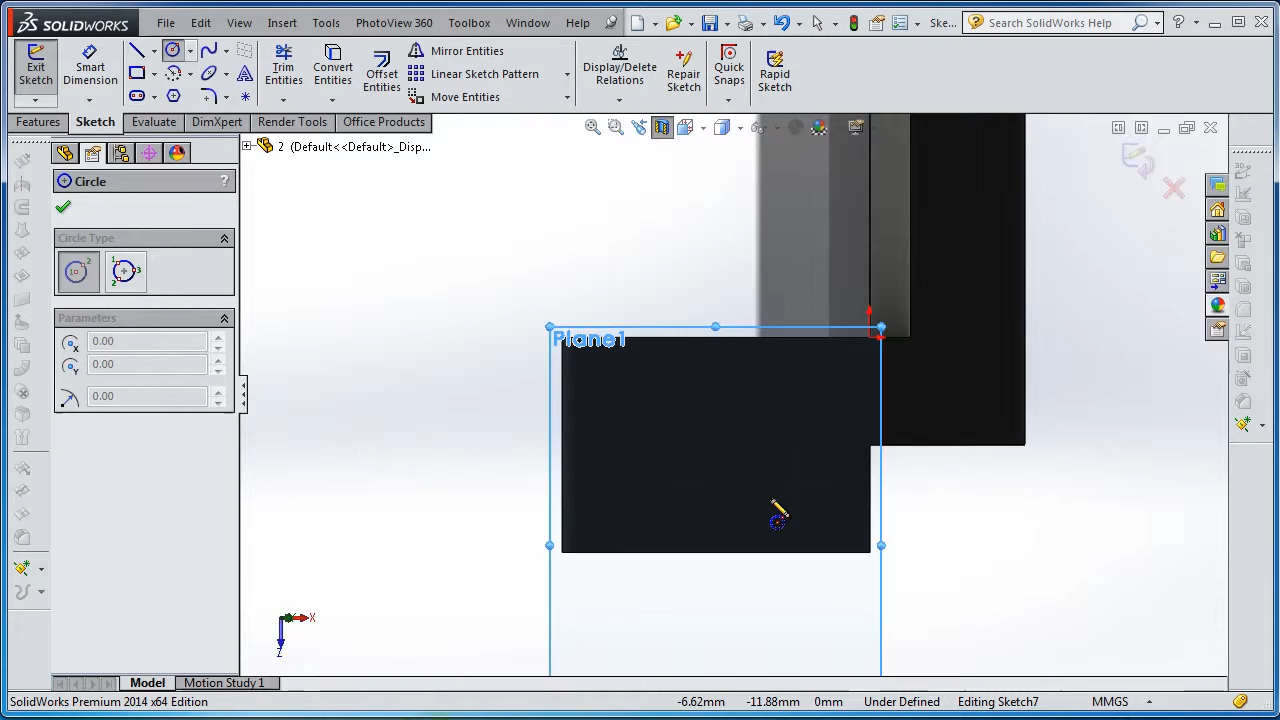 SOLIDWORKS File Edit View Insert Tools PhotoView 360 Toolbox Window Help Ske... Search SolidWorks Help ?
Exit Sketch
Smart Dimension
Trim Entities
Convert Entities
Offset Entities
Mirror Entities
Linear Sketch Pattern
Move Entities
Display/Delete Relations
Repair Sketch
Quick Snaps
Rapid Sketch
Features Sketch Evaluate DimXpert Render Tools Office Products
2 (Default<<Default>_Disp...
Circle ?
Circle Type
Parameters
0.00
0.00
0.00
Plane1
X
Z
Model Motion Study 1
SolidWorks Premium 2014 x64 Edition -6.62mm -11.88mm 0mm Under Defined Editing Sketch7 MMGS